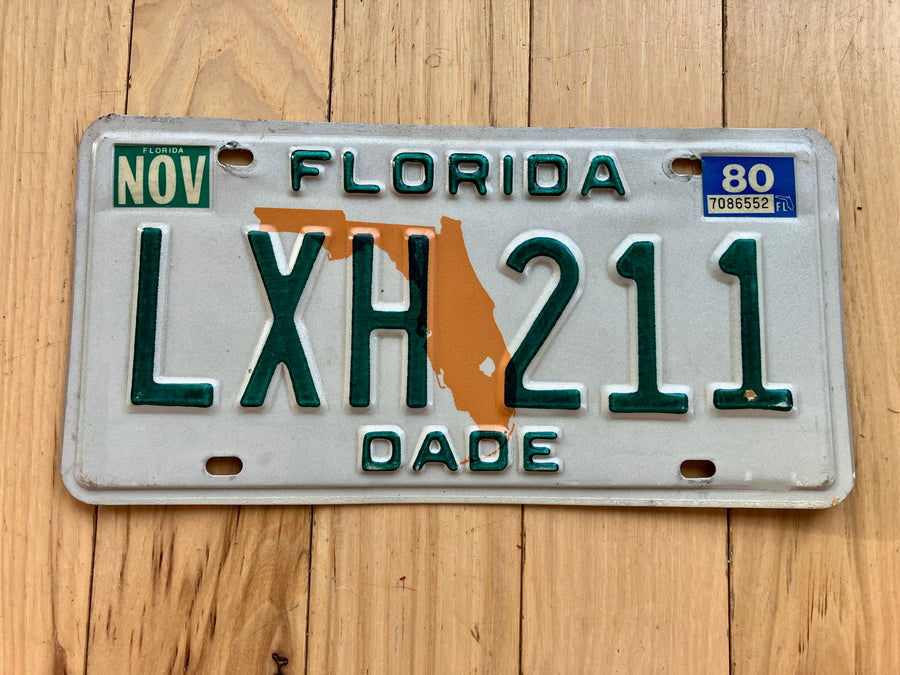 FLORIDA
NOV
FLORIDA
80
7086552 FL
LXH 211
DADE